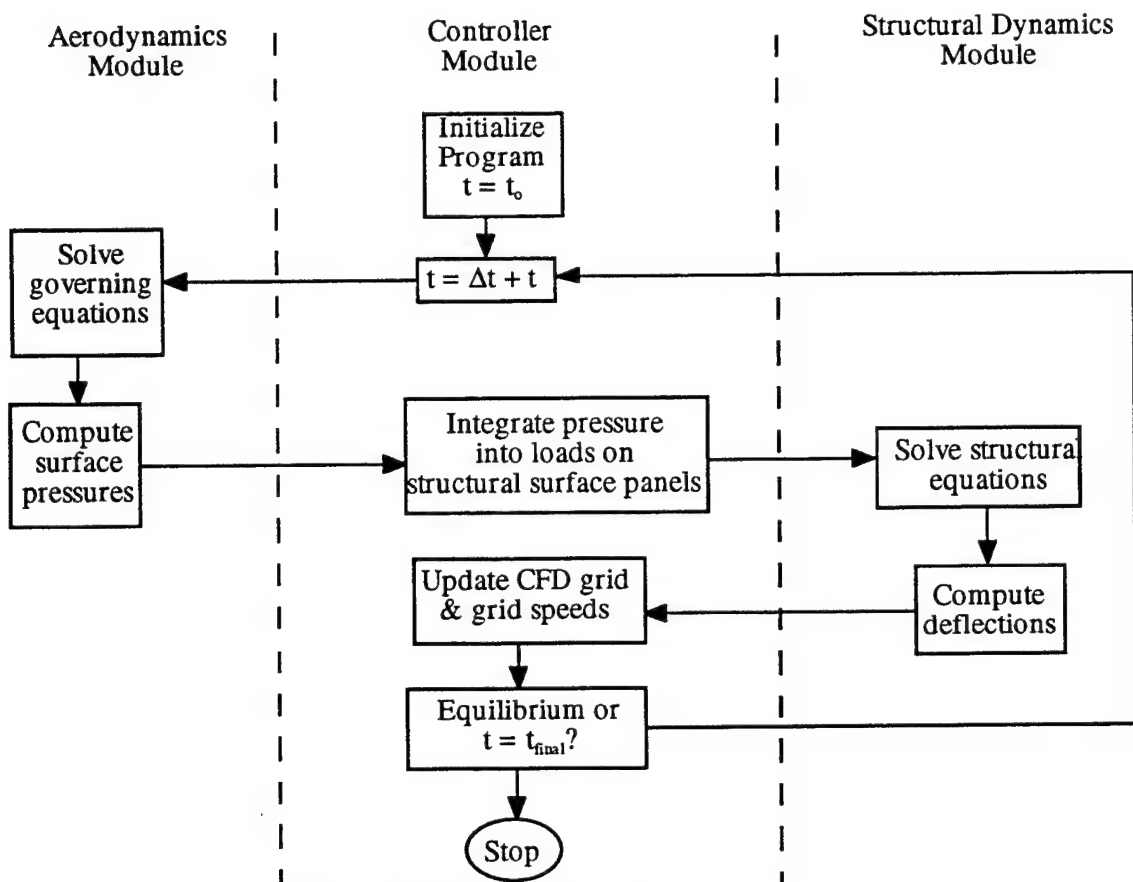 Aerodynamics
Module
Controller
Module
Structural Dynamics
Module
Initialize
Program
t = t₀
Solve
governing
equations
t = Δt + t
Compute
surface
pressures
Integrate pressure
into loads on
structural surface panels
Solve structural
equations
Update CFD grid
& grid speeds
Compute
deflections
Equilibrium or
t = t_final?
Stop